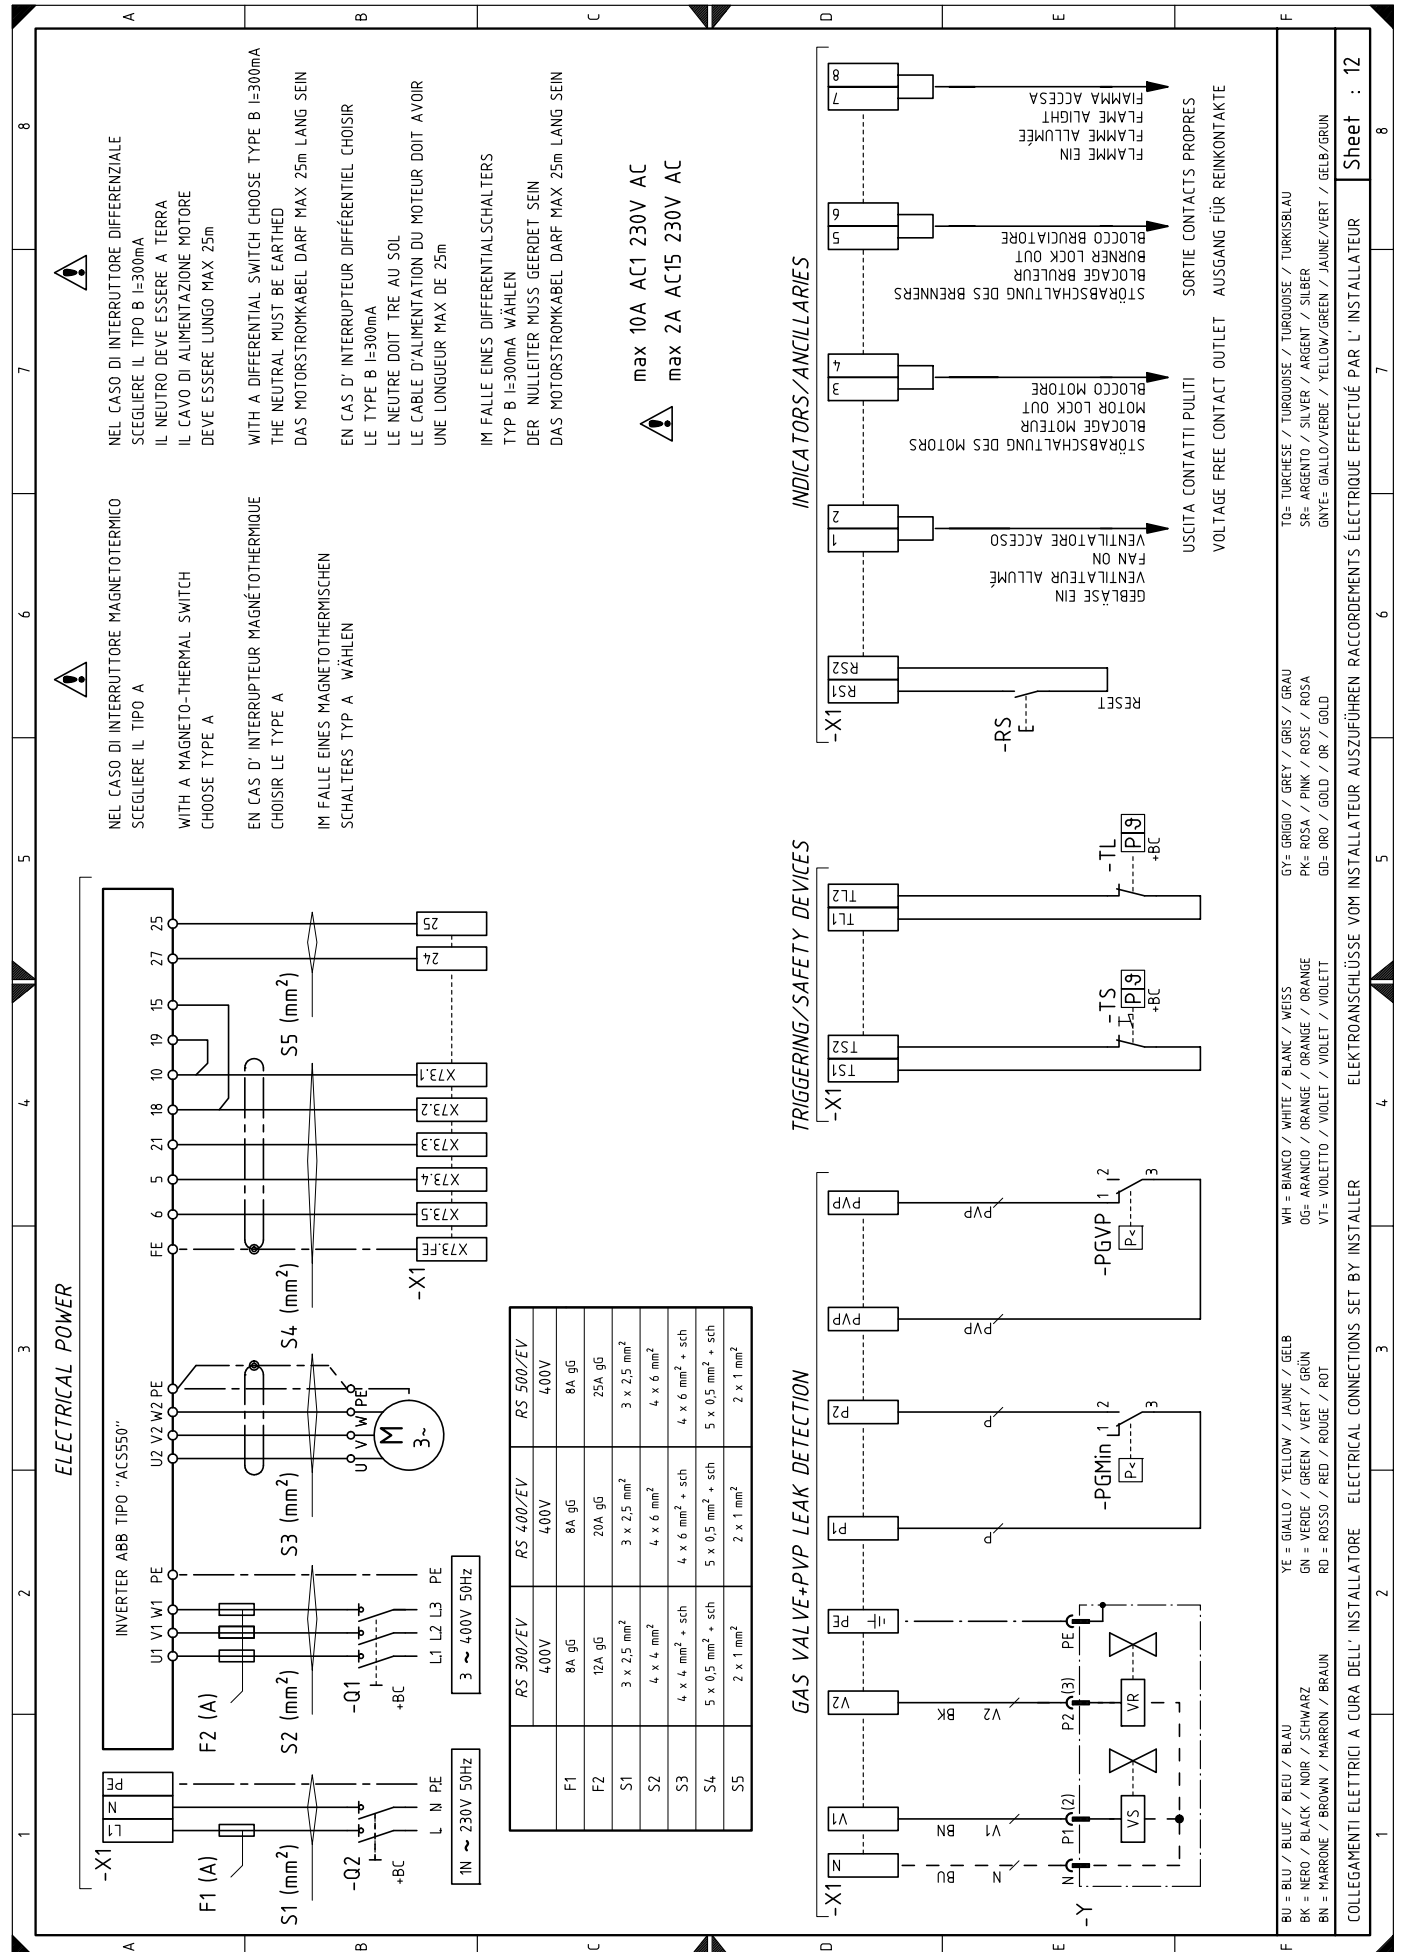 1 2 3 4 5 6 7 8
A
B
C
D
E
F
ELECTRICAL POWER
INVERTER ABB TIPO "ACS550"
-X1
L1 N PE
U1 V1 W1 PE
U2 V2 W2 PE
FE 6 5 21 18 10 19 15 27 25
F1 (A)
F2 (A)
S1 (mm²)
S2 (mm²)
S3 (mm²)
S4 (mm²)
S5 (mm²)
-Q2
+BC
-Q1
+BC
L N PE
L1 L2 L3 PE
1N ~ 230V 50Hz
3 ~ 400V 50Hz
U V W PE
M
3~
-X1
X73.FE X73.5 X73.4 X73.3 X73.2 X73.1 24 25
RS 300/EV RS 400/EV RS 500/EV
400V 400V 400V
F1 8A gG 8A gG 8A gG
F2 12A gG 20A gG 25A gG
S1 3 x 2,5 mm² 3 x 2,5 mm² 3 x 2,5 mm²
S2 4 x 4 mm² 4 x 6 mm² 4 x 6 mm²
S3 4 x 4 mm² + sch 4 x 6 mm² + sch 4 x 6 mm² + sch
S4 5 x 0,5 mm² + sch 5 x 0,5 mm² + sch 5 x 0,5 mm² + sch
S5 2 x 1 mm² 2 x 1 mm² 2 x 1 mm²
NEL CASO DI INTERRUTTORE MAGNETOTERMICO
SCEGLIERE IL TIPO A
WITH A MAGNETO-THERMAL SWITCH
CHOOSE TYPE A
EN CAS D' INTERRUPTEUR MAGNÉTOTHERMIQUE
CHOISIR LE TYPE A
IM FALLE EINES MAGNETOTHERMISCHEN
SCHALTERS TYP A WÄHLEN
NEL CASO DI INTERRUTTORE DIFFERENZIALE
SCEGLIERE IL TIPO B I=300mA
IL NEUTRO DEVE ESSERE A TERRA
IL CAVO DI ALIMENTAZIONE MOTORE
DEVE ESSERE LUNGO MAX 25m
WITH A DIFFERENTIAL SWITCH CHOOSE TYPE B I=300mA
THE NEUTRAL MUST BE EARTHED
DAS MOTORSTROMKABEL DARF MAX 25m LANG SEIN
EN CAS D' INTERRUPTEUR DIFFÉRENTIEL CHOISIR
LE TYPE B I=300mA
LE NEUTRE DOIT TRE AU SOL
LE CABLE D'ALIMENTATION DU MOTEUR DOIT AVOIR
UNE LONGUEUR MAX DE 25m
IM FALLE EINES DIFFERENTIALSCHALTERS
TYP B I=300mA WÄHLEN
DER NULLEITER MUSS GEERDET SEIN
DAS MOTORSTROMKABEL DARF MAX 25m LANG SEIN
max 10A AC1 230V AC
max 2A AC15 230V AC
GAS VALVE+PVP LEAK DETECTION
-X1
N V1 V2 PE P1 P2 PVP PVP
BU BN BK
N V1 V2 P P PVP PVP
N P1 (2) P2 (3) PE
-Y
VS VR
-PGMin
P<
1 2 3
-PGVP
P<
1 2 3
TRIGGERING/SAFETY DEVICES
-X1
TS1 TS2 TL1 TL2
-TS
P ϑ
+BC
-TL
P ϑ
+BC
INDICATORS/ANCILLARIES
-X1
RS1 RS2 1 2 3 4 5 6 7 8
-RS
RESET
VENTILATORE ACCESO
FAN ON
VENTILATEUR ALLUMÉ
GEBLÄSE EIN
BLOCCO MOTORE
MOTOR LOCK OUT
BLOCAGE MOTEUR
STÖRABSCHALTUNG DES MOTORS
BLOCCO BRUCIATORE
BURNER LOCK OUT
BLOCAGE BRULEUR
STÖRABSCHALTUNG DES BRENNERS
FIAMMA ACCESA
FLAME ALIGHT
FLAMME ALLUMÉE
FLAMME EIN
USCITA CONTATTI PULITI SORTIE CONTACTS PROPRES
VOLTAGE FREE CONTACT OUTLET AUSGANG FÜR REINKONTAKTE
BU = BLU / BLUE / BLEU / BLAU
BK = NERO / BLACK / NOIR / SCHWARZ
BN = MARRONE / BROWN / MARRON / BRAUN
YE = GIALLO / YELLOW / JAUNE / GELB
GN = VERDE / GREEN / VERT / GRÜN
RD = ROSSO / RED / ROUGE / ROT
WH = BIANCO / WHITE / BLANC / WEISS
OG= ARANCIO / ORANGE / ORANGE / ORANGE
VT= VIOLETTO / VIOLET / VIOLET / VIOLETT
GY= GRIGIO / GREY / GRIS / GRAU
PK= ROSA / PINK / ROSE / ROSA
GD= ORO / GOLD / OR / GOLD
TQ= TURCHESE / TURQUOISE / TURQUOISE / TURKISBLAU
SR= ARGENTO / SILVER / ARGENT / SILBER
GNYE= GIALLO/VERDE / YELLOW/GREEN / JAUNE/VERT / GELB/GRUN
COLLEGAMENTI ELETTRICI A CURA DELL' INSTALLATORE ELECTRICAL CONNECTIONS SET BY INSTALLER ELEKTROANSCHLÜSSE VOM INSTALLATEUR AUSZUFÜHREN RACCORDEMENTS ÉLECTRIQUE EFFECTUÉ PAR L' INSTALLATEUR
Sheet : 12
1 2 3 4 5 6 7 8
A
B
C
D
E
F